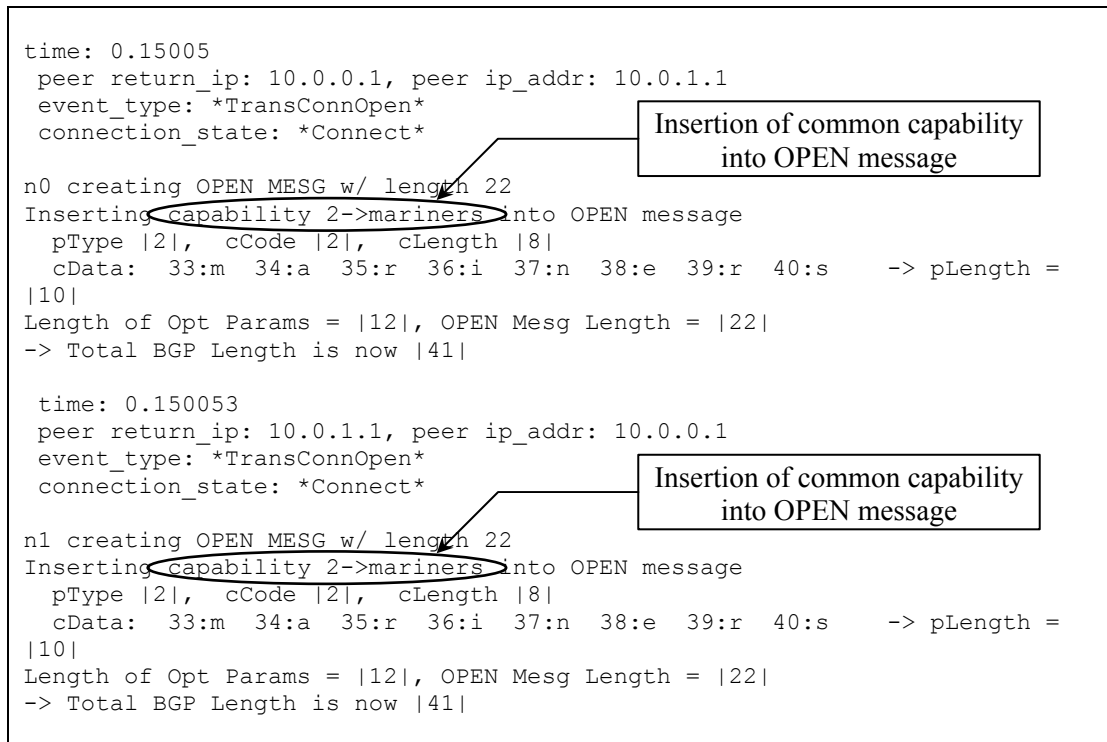 time: 0.15005
peer return_ip: 10.0.0.1, peer ip_addr: 10.0.1.1
event_type: *TransConnOpen*
connection_state: *Connect*
Insertion of common capability
into OPEN message
n0 creating OPEN MESG w/ length 22
Inserting capability 2->mariners into OPEN message
pType |2|, cCode |2|, cLength |8|
cData: 33:m 34:a 35:r 36:i 37:n 38:e 39:r 40:s -> pLength =
|10|
Length of Opt Params = |12|, OPEN Mesg Length = |22|
-> Total BGP Length is now |41|
time: 0.150053
peer return_ip: 10.0.1.1, peer ip_addr: 10.0.0.1
event_type: *TransConnOpen*
connection_state: *Connect*
Insertion of common capability
into OPEN message
n1 creating OPEN MESG w/ length 22
Inserting capability 2->mariners into OPEN message
pType |2|, cCode |2|, cLength |8|
cData: 33:m 34:a 35:r 36:i 37:n 38:e 39:r 40:s -> pLength =
|10|
Length of Opt Params = |12|, OPEN Mesg Length = |22|
-> Total BGP Length is now |41|